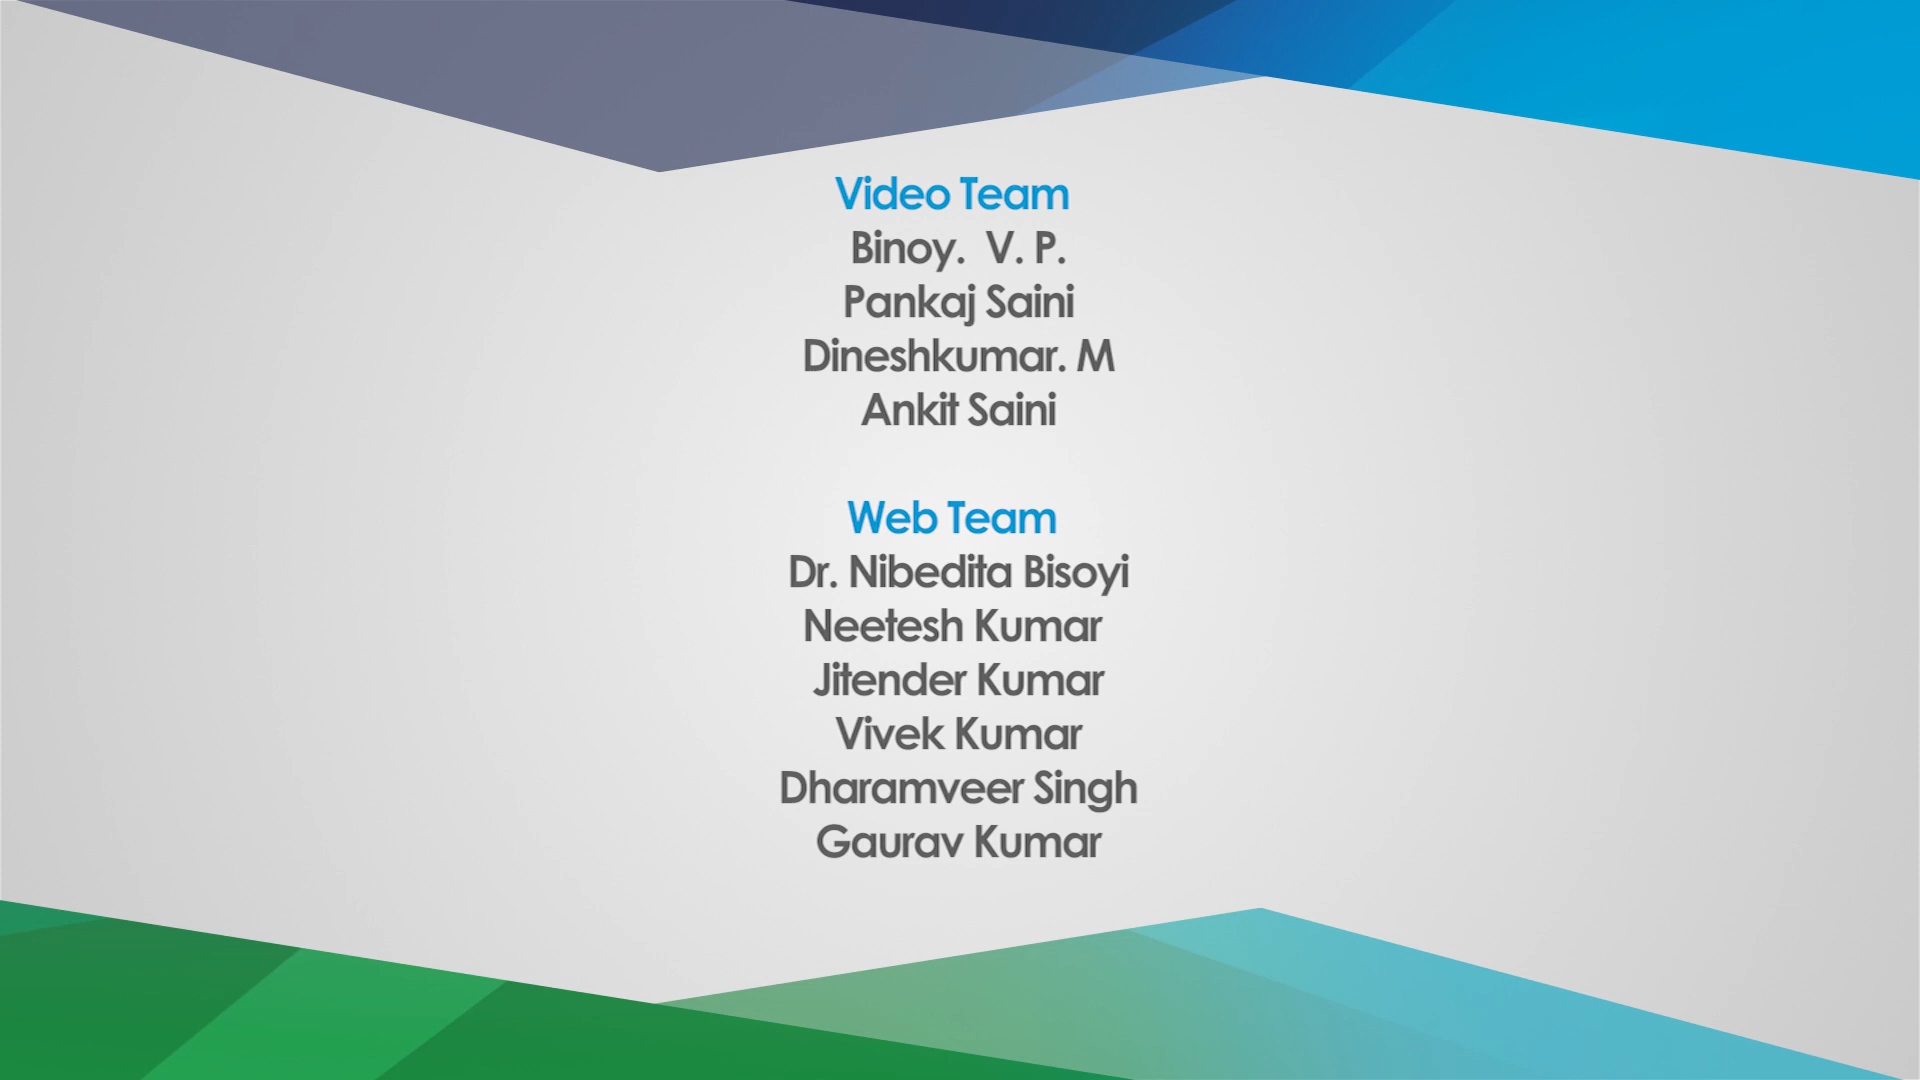 Video Team
Binoy.  V. P.
Pankaj Saini
Dineshkumar. M
Ankit Saini
Web Team
Dr. Nibedita Bisoyi
Neetesh Kumar
Jitender Kumar
Vivek Kumar
Dharamveer Singh
Gaurav Kumar